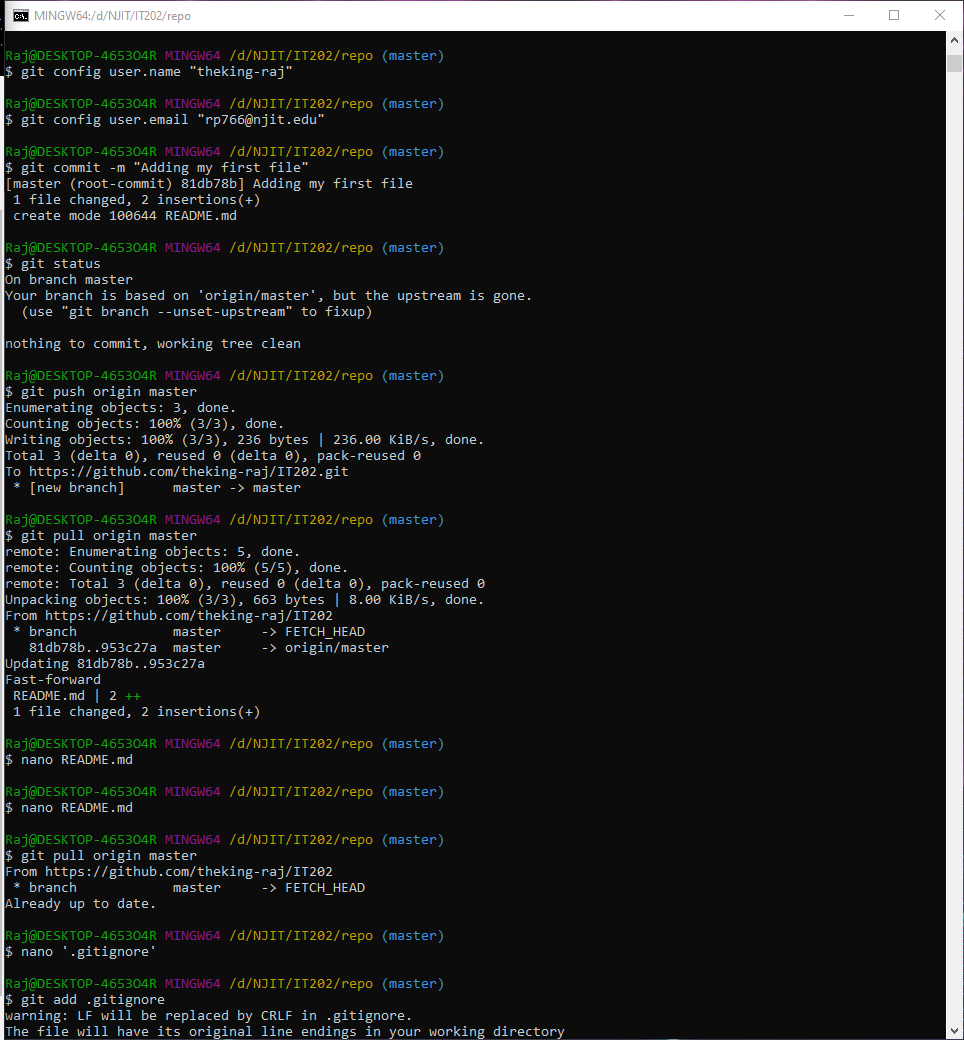 MINGW64:/d/NJIT/IT202/repo
Raj@DESKTOP-4653O4R MINGW64 /d/NJIT/IT202/repo (master)
$ git config user.name "theking-raj"
Raj@DESKTOP-4653O4R MINGW64 /d/NJIT/IT202/repo (master)
$ git config user.email "rp766@njit.edu"
Raj@DESKTOP-4653O4R MINGW64 /d/NJIT/IT202/repo (master)
$ git commit -m "Adding my first file"
[master (root-commit) 81db78b] Adding my first file
 1 file changed, 2 insertions(+)
 create mode 100644 README.md
Raj@DESKTOP-4653O4R MINGW64 /d/NJIT/IT202/repo (master)
$ git status
On branch master
Your branch is based on 'origin/master', but the upstream is gone.
  (use "git branch --unset-upstream" to fixup)
nothing to commit, working tree clean
Raj@DESKTOP-4653O4R MINGW64 /d/NJIT/IT202/repo (master)
$ git push origin master
Enumerating objects: 3, done.
Counting objects: 100% (3/3), done.
Writing objects: 100% (3/3), 236 bytes | 236.00 KiB/s, done.
Total 3 (delta 0), reused 0 (delta 0), pack-reused 0
To https://github.com/theking-raj/IT202.git
 * [new branch]      master -> master
Raj@DESKTOP-4653O4R MINGW64 /d/NJIT/IT202/repo (master)
$ git pull origin master
remote: Enumerating objects: 5, done.
remote: Counting objects: 100% (5/5), done.
remote: Total 3 (delta 0), reused 0 (delta 0), pack-reused 0
Unpacking objects: 100% (3/3), 663 bytes | 8.00 KiB/s, done.
From https://github.com/theking-raj/IT202
 * branch            master     -> FETCH_HEAD
   81db78b..953c27a  master     -> origin/master
Updating 81db78b..953c27a
Fast-forward
 README.md | 2 ++
 1 file changed, 2 insertions(+)
Raj@DESKTOP-4653O4R MINGW64 /d/NJIT/IT202/repo (master)
$ nano README.md
Raj@DESKTOP-4653O4R MINGW64 /d/NJIT/IT202/repo (master)
$ nano README.md
Raj@DESKTOP-4653O4R MINGW64 /d/NJIT/IT202/repo (master)
$ git pull origin master
From https://github.com/theking-raj/IT202
 * branch            master     -> FETCH_HEAD
Already up to date.
Raj@DESKTOP-4653O4R MINGW64 /d/NJIT/IT202/repo (master)
$ nano '.gitignore'
Raj@DESKTOP-4653O4R MINGW64 /d/NJIT/IT202/repo (master)
$ git add .gitignore
warning: LF will be replaced by CRLF in .gitignore.
The file will have its original line endings in your working directory